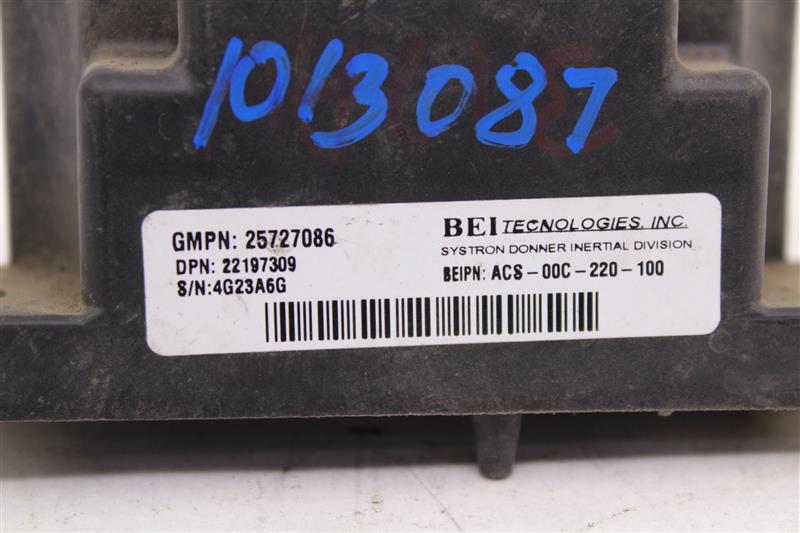 1013087
GMPN: 25727086
DPN: 22197309
S/N:4G23A6G
BEI TECNOLOGIES, INC.
SYSTRON DONNER INERTIAL DIVISION
BEIPN: ACS-00C-220-100